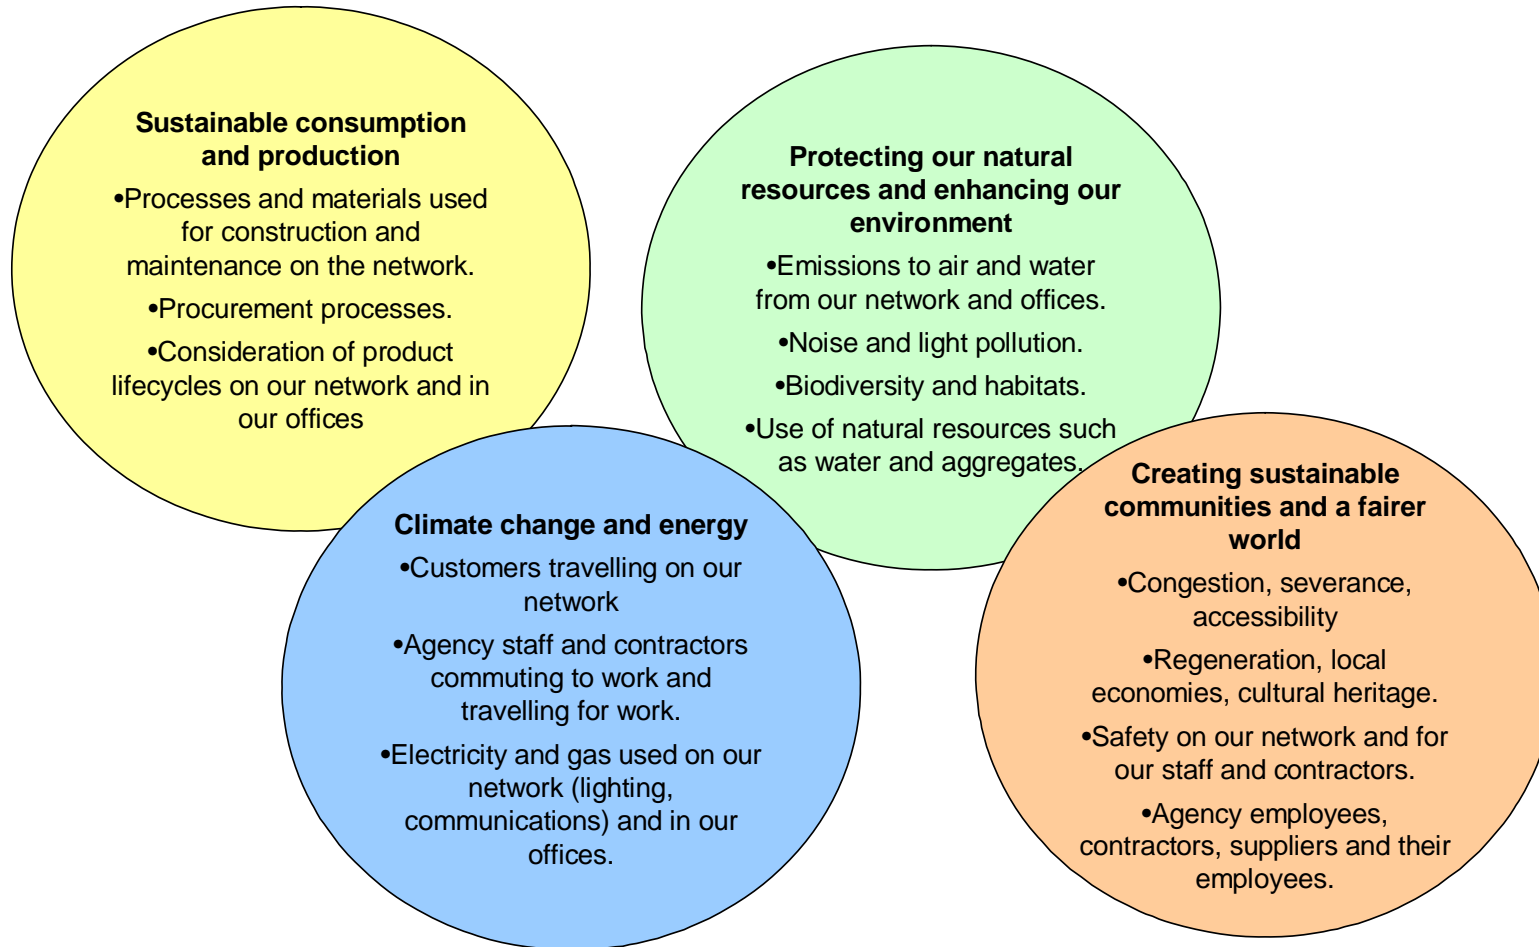 Sustainable consumption
and production
•Processes and materials used
for construction and
maintenance on the network.
•Procurement processes.
•Consideration of product
lifecycles on our network and in
our offices
Protecting our natural
resources and enhancing our
environment
•Emissions to air and water
from our network and offices.
•Noise and light pollution.
•Biodiversity and habitats.
•Use of natural resources such
as water and aggregates.
Climate change and energy
•Customers travelling on our
network
•Agency staff and contractors
commuting to work and
travelling for work.
•Electricity and gas used on our
network (lighting,
communications) and in our
offices.
Creating sustainable
communities and a fairer
world
•Congestion, severance,
accessibility
•Regeneration, local
economies, cultural heritage.
•Safety on our network and for
our staff and contractors.
•Agency employees,
contractors, suppliers and their
employees.